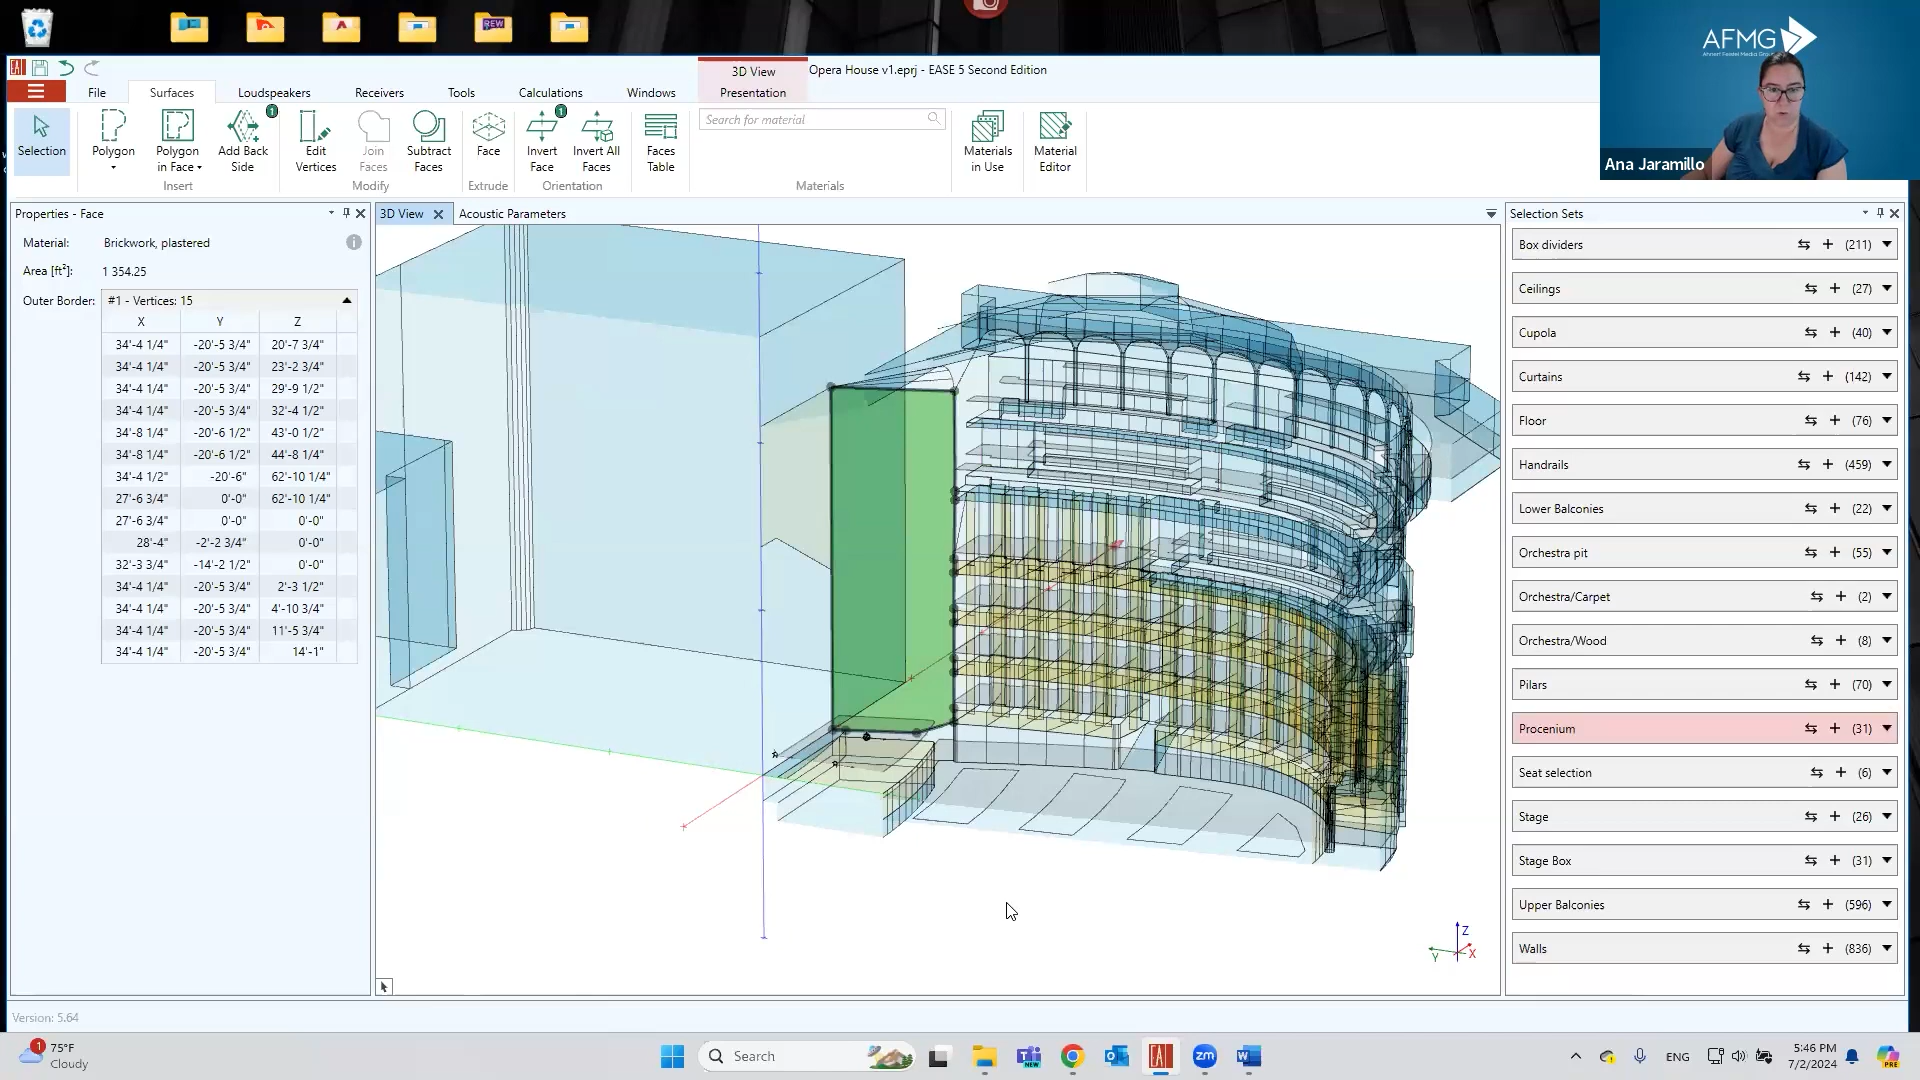 REW
AFMG
Ahnert Feistel Media Group
Ana Jaramillo
3D View
Opera House v1.eprj - EASE 5 Second Edition
File
Surfaces
Loudspeakers
Receivers
Tools
Calculations
Windows
Presentation
Selection
Polygon
Polygon in Face
1
Add Back Side
Insert
Edit Vertices
Join Faces
Subtract Faces
Modify
Face
Extrude
1
Invert Face
Invert All Faces
Orientation
Faces Table
Search for material
Materials
Materials in Use
Material Editor
Properties - Face
Material: Brickwork, plastered
Area [ft²]: 1 354.25
Outer Border: #1 - Vertices: 15
X Y Z
34'-4 1/4" -20'-5 3/4" 20'-7 3/4"
34'-4 1/4" -20'-5 3/4" 23'-2 3/4"
34'-4 1/4" -20'-5 3/4" 29'-9 1/2"
34'-4 1/4" -20'-5 3/4" 32'-4 1/2"
34'-8 1/4" -20'-6 1/2" 43'-0 1/2"
34'-8 1/4" -20'-6 1/2" 44'-8 1/4"
34'-4 1/2" -20'-6" 62'-10 1/4"
27'-6 3/4" 0'-0" 62'-10 1/4"
27'-6 3/4" 0'-0" 0'-0"
28'-4" -2'-2 3/4" 0'-0"
32'-3 3/4" -14'-2 1/2" 0'-0"
34'-4 1/4" -20'-5 3/4" 2'-3 1/2"
34'-4 1/4" -20'-5 3/4" 4'-10 3/4"
34'-4 1/4" -20'-5 3/4" 11'-5 3/4"
34'-4 1/4" -20'-5 3/4" 14'-1"
3D View
Acoustic Parameters
Z
Y
X
Selection Sets
Box dividers (211)
Ceilings (27)
Cupola (40)
Curtains (142)
Floor (76)
Handrails (459)
Lower Balconies (22)
Orchestra pit (55)
Orchestra/Carpet (2)
Orchestra/Wood (8)
Pilars (70)
Procenium (31)
Seat selection (6)
Stage (26)
Stage Box (31)
Upper Balconies (596)
Walls (836)
Version: 5.64
1
75°F
Cloudy
Search
NEW
zm
ENG
5:46 PM
7/2/2024
PRE